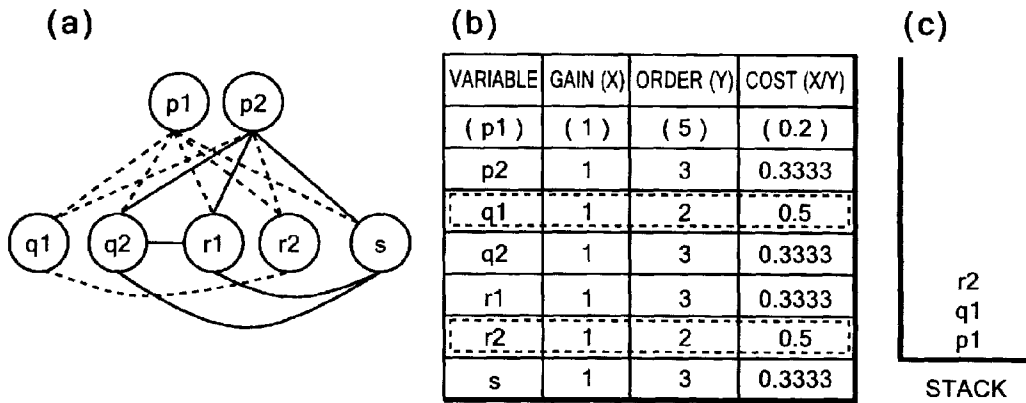 (a)
p1 p2
q1 q2 r1 r2 s
(b)
VARIABLE GAIN (X) ORDER (Y) COST (X/Y)
( p1 ) ( 1 ) ( 5 ) ( 0.2 )
p2 1 3 0.3333
q1 1 2 0.5
q2 1 3 0.3333
r1 1 3 0.3333
r2 1 2 0.5
s 1 3 0.3333
(c)
r2
q1
p1
STACK